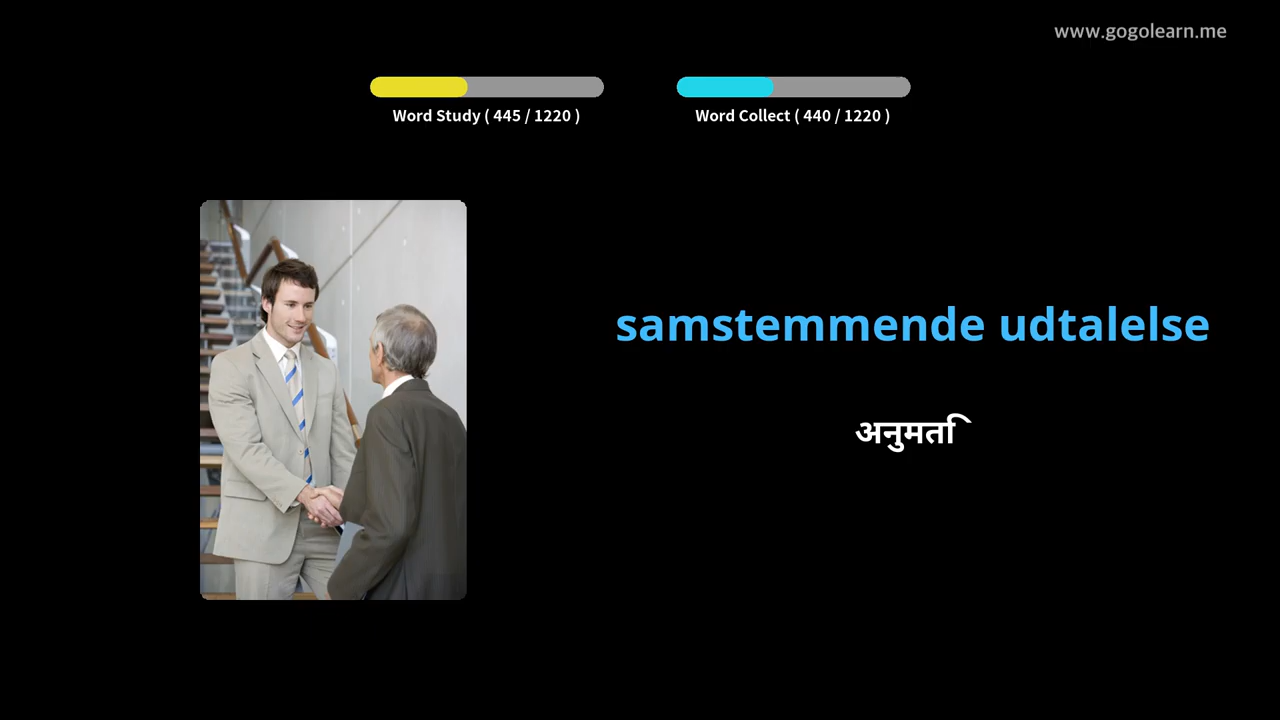 www.gogolearn.me
Word Study ( 445 / 1220 )
Word Collect ( 440 / 1220 )
samstemmende udtalelse
अनुमति